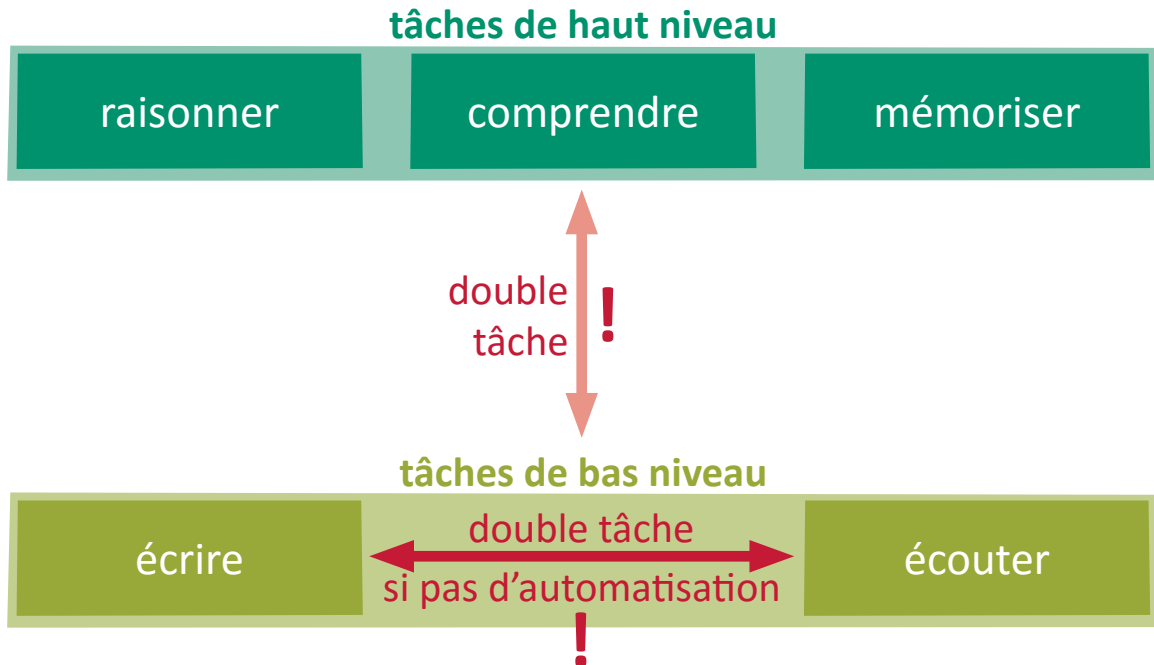 tâches de haut niveau
raisonner
comprendre
mémoriser
double
tâche
!
tâches de bas niveau
écrire
double tâche
si pas d’automatisation
!
écouter